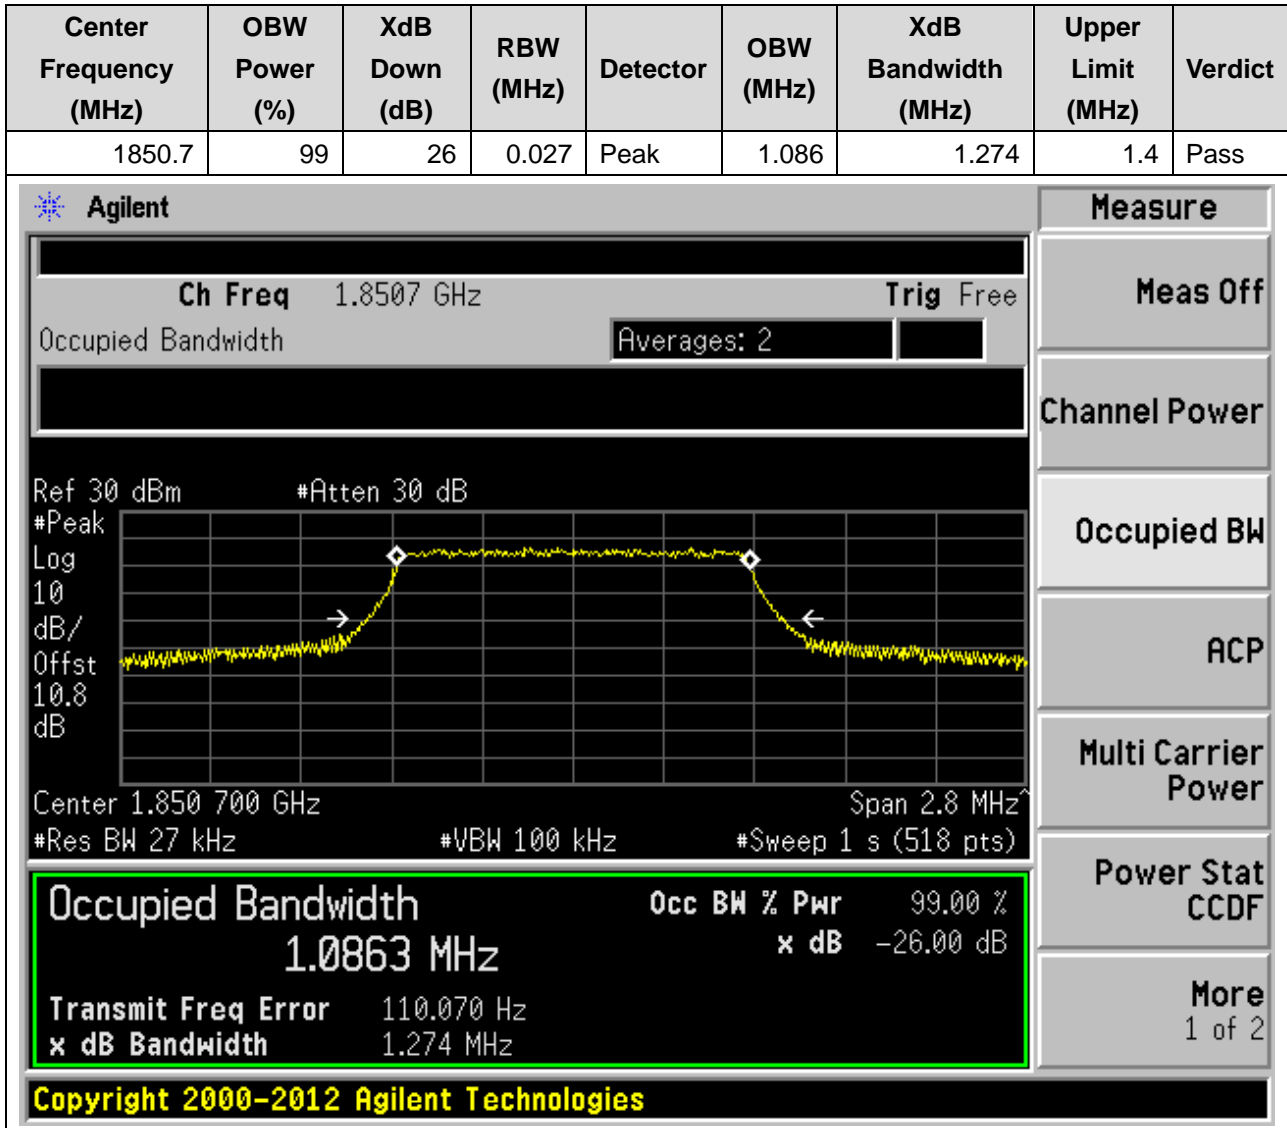 Center Frequency (MHz) OBW Power (%) XdB Down (dB) RBW (MHz) Detector OBW (MHz) XdB Bandwidth (MHz) Upper Limit (MHz) Verdict
1850.7 99 26 0.027 Peak 1.086 1.274 1.4 Pass
Agilent
Measure
Ch Freq 1.8507 GHz Trig Free
Meas Off
Occupied Bandwidth Averages: 2
Channel Power
Ref 30 dBm #Atten 30 dB
#Peak
Log
10
dB/
Offst
10.8
dB
Occupied BW
ACP
Multi Carrier
Power
Center 1.850 700 GHz Span 2.8 MHz^
#Res BW 27 kHz #VBW 100 kHz #Sweep 1 s (518 pts)
Power Stat
CCDF
Occupied Bandwidth Occ BW % Pwr 99.00 %
1.0863 MHz x dB -26.00 dB
Transmit Freq Error 110.070 Hz
x dB Bandwidth 1.274 MHz
More
1 of 2
Copyright 2000-2012 Agilent Technologies